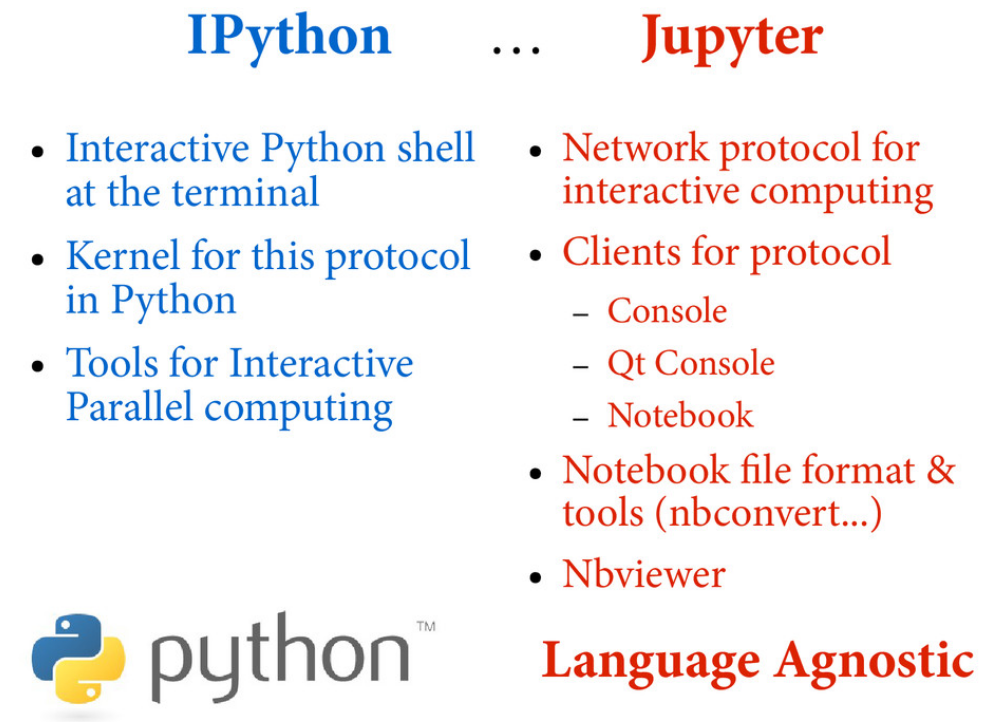 IPython ... Jupyter
• Interactive Python shell
at the terminal
• Kernel for this protocol
in Python
• Tools for Interactive
Parallel computing
• Network protocol for
interactive computing
• Clients for protocol
– Console
– Qt Console
– Notebook
• Notebook file format &
tools (nbconvert...)
• Nbviewer
python™
Language Agnostic